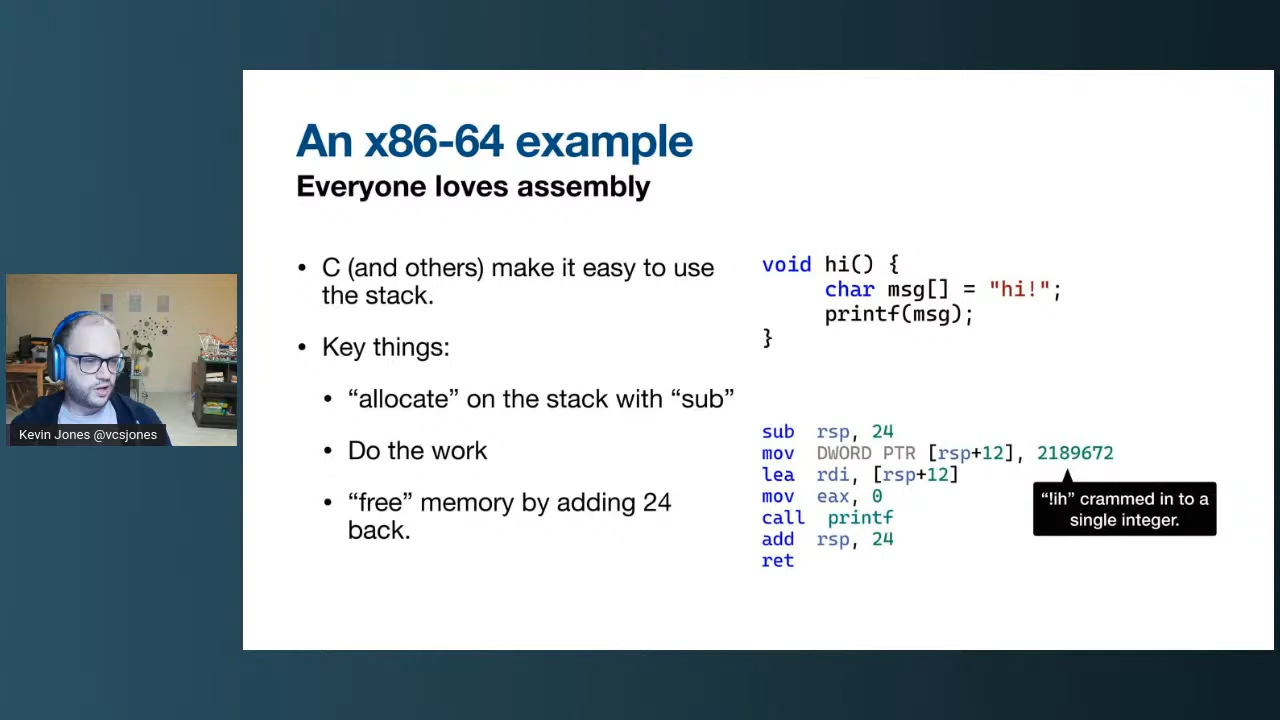 An x86-64 example
Everyone loves assembly
• C (and others) make it easy to use
the stack.
• Key things:
• “allocate” on the stack with “sub”
• Do the work
• “free” memory by adding 24
back.
void hi() {
char msg[] = "hi!";
printf(msg);
}
sub rsp, 24
mov DWORD PTR [rsp+12], 2189672
lea rdi, [rsp+12]
mov eax, 0
call printf
add rsp, 24
ret
“!ih” crammed in to a
single integer.
Kevin Jones @vcsjones